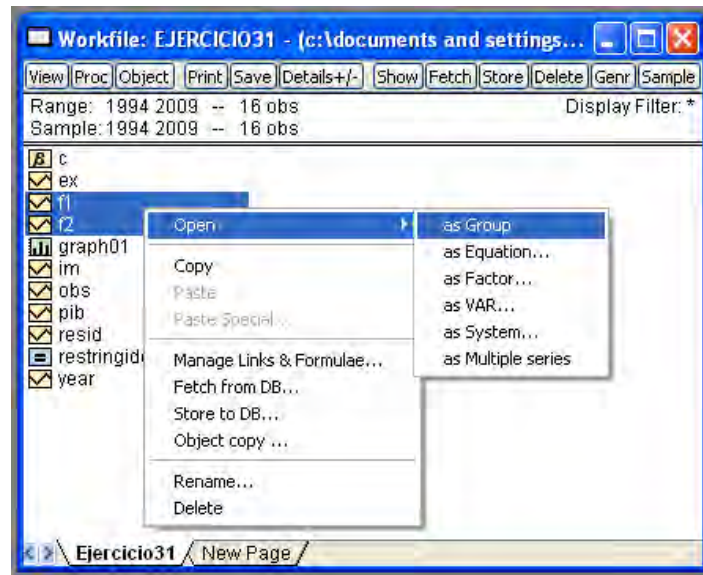 Workfile: EJERCICIO31 - (c:\documents and settings...
View Proc Object Print Save Details+/- Show Fetch Store Delete Genr Sample
Range: 1994 2009 -- 16 obs Display Filter: *
Sample: 1994 2009 -- 16 obs
c
ex
f1
f2
graph01
im
obs
pib
resid
restringid
year
Open
Copy
Paste
Paste Special...
Manage Links & Formulae...
Fetch from DB...
Store to DB...
Object copy ...
Rename...
Delete
as Group
as Equation...
as Factor...
as VAR...
as System...
as Multiple series
Ejercicio31 New Page